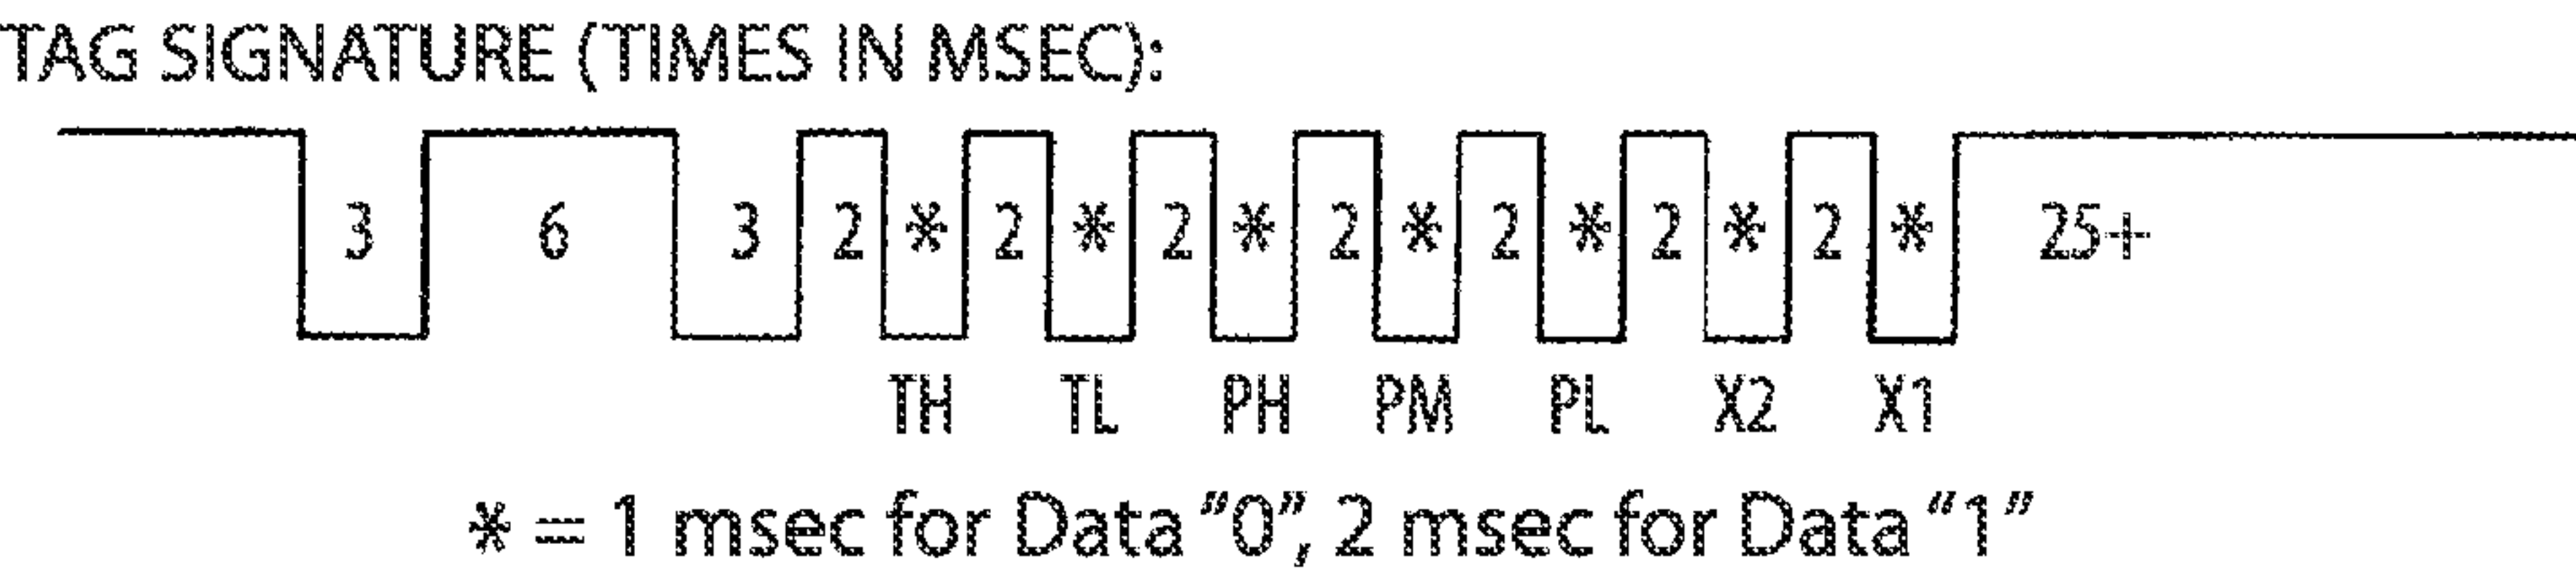 TAG SIGNATURE (TIMES IN MSEC):
3 6 3 2 * 2 * 2 * 2 * 2 * 2 * 2 * 25+
TH TL PH PM PL X2 X1
* = 1 msec for Data "0", 2 msec for Data "1"